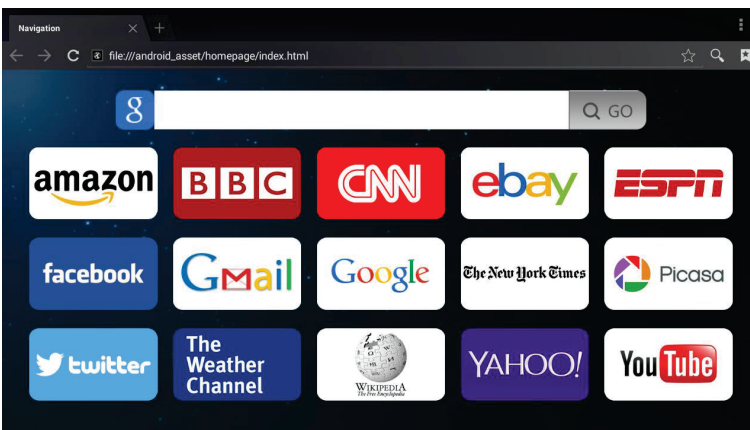 Navigation
file:///android_asset/homepage/index.html
g GO
amazon BBC CNN ebay ESPN
facebook Gmail Google The New York Times Picasa
twitter The Weather Channel WIKIPEDIA The Free Encyclopedia YAHOO! YouTube